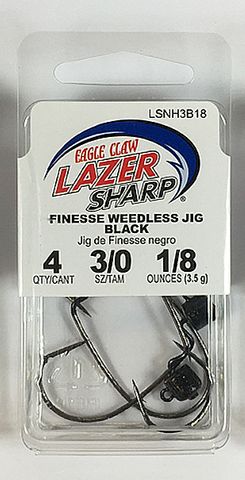 LSNH3B18
EAGLE CLAW
LAZER
SHARP®
FINESSE WEEDLESS JIG
BLACK
Jig de Finesse negro
4 3/0 1/8
QTY/CANT SZ/TAM OUNCES (3.5 g)